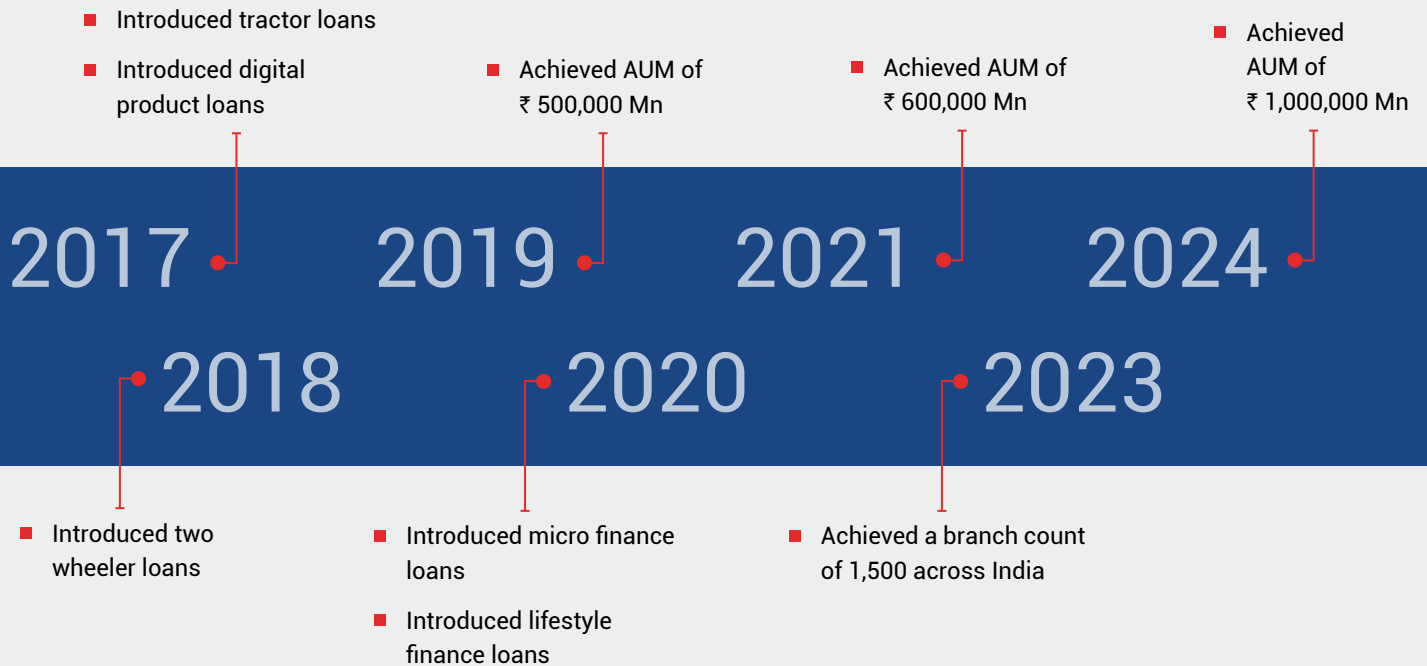 Introduced tractor loans
Introduced digital
product loans
Achieved AUM of
₹ 500,000 Mn
Achieved AUM of
₹ 600,000 Mn
Achieved
AUM of
₹ 1,000,000 Mn
2017
2019
2021
2024
2018
2020
2023
Introduced two
wheeler loans
Introduced micro finance
loans
Introduced lifestyle
finance loans
Achieved a branch count
of 1,500 across India